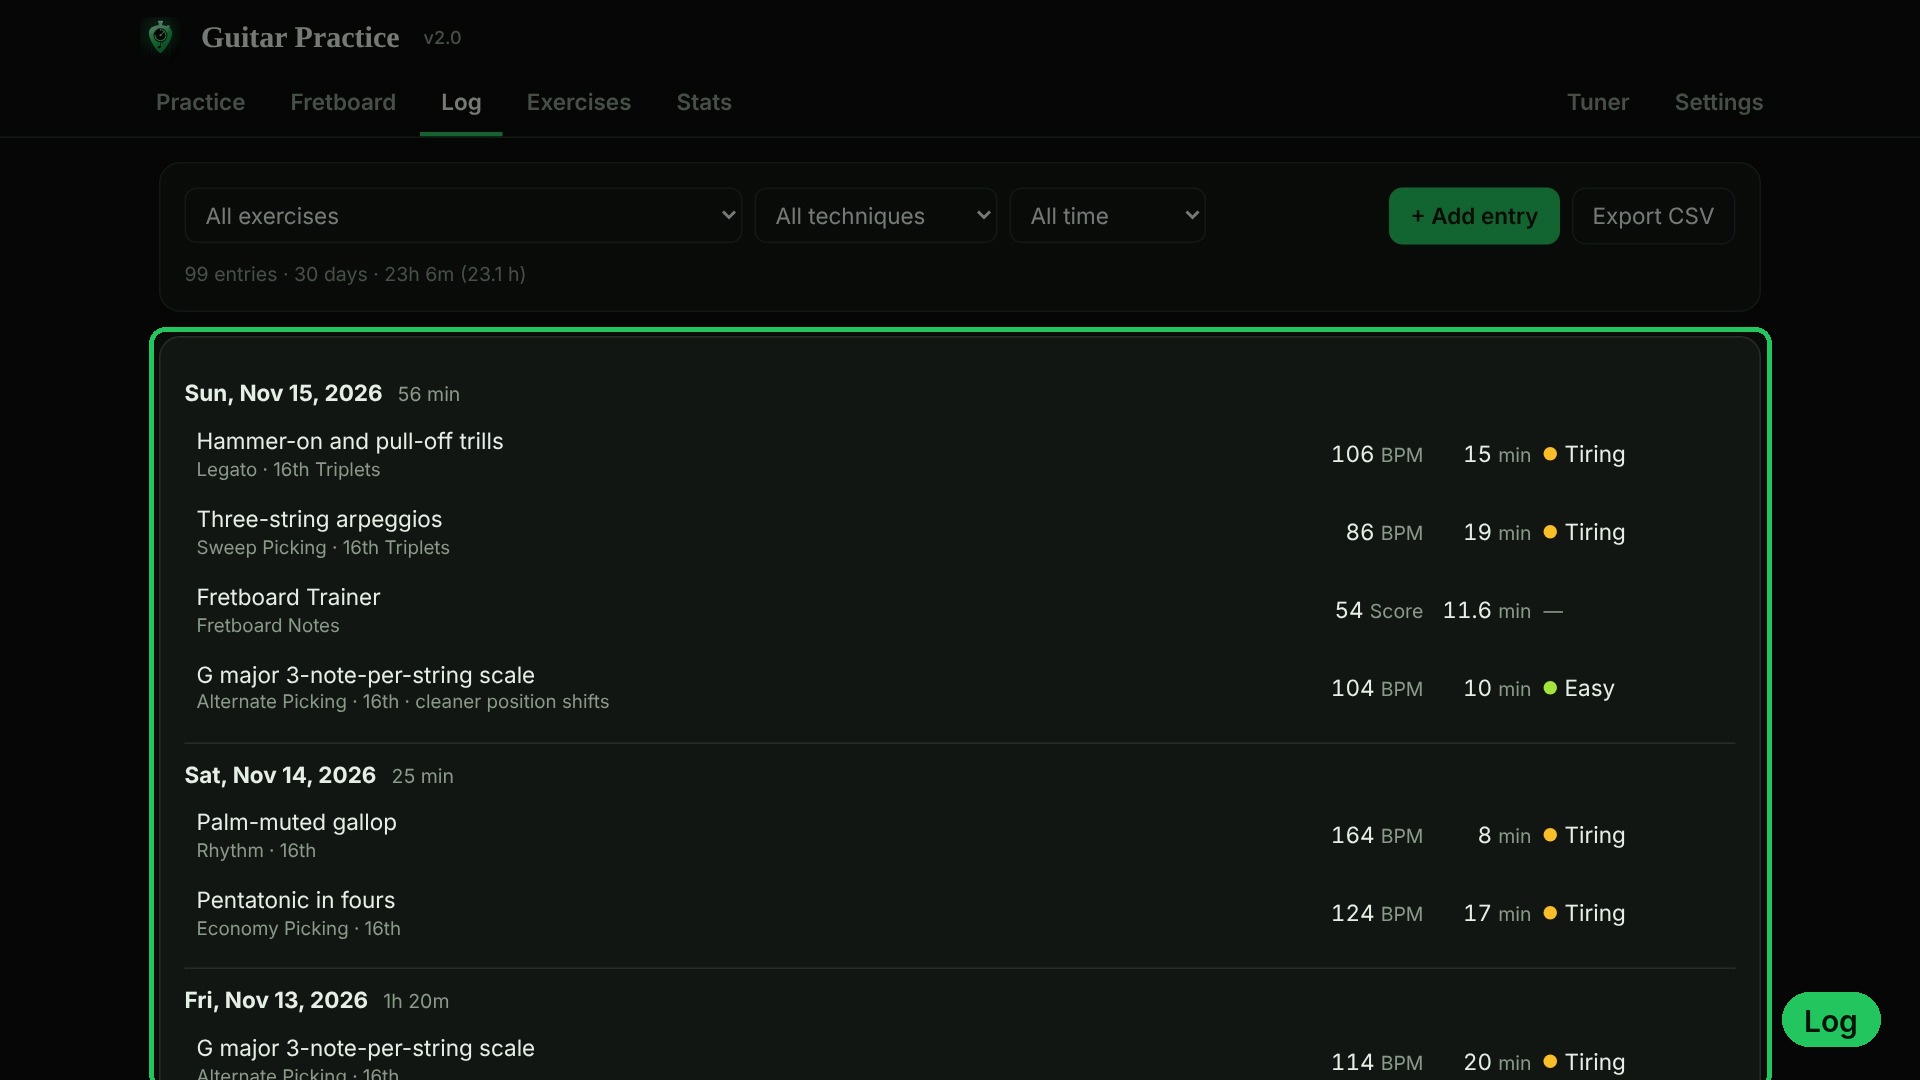 Guitar Practice v2.0
Practice Fretboard Log Exercises Stats Tuner Settings
All exercises All techniques All time + Add entry Export CSV
99 entries · 30 days · 23h 6m (23.1 h)
Sun, Nov 15, 2026 56 min
Hammer-on and pull-off trills
Legato · 16th Triplets
106 BPM 15 min Tiring
Three-string arpeggios
Sweep Picking · 16th Triplets
86 BPM 19 min Tiring
Fretboard Trainer
Fretboard Notes
54 Score 11.6 min —
G major 3-note-per-string scale
Alternate Picking · 16th · cleaner position shifts
104 BPM 10 min Easy
Sat, Nov 14, 2026 25 min
Palm-muted gallop
Rhythm · 16th
164 BPM 8 min Tiring
Pentatonic in fours
Economy Picking · 16th
124 BPM 17 min Tiring
Fri, Nov 13, 2026 1h 20m
G major 3-note-per-string scale
Alternate Picking · 16th
114 BPM 20 min Tiring
Log